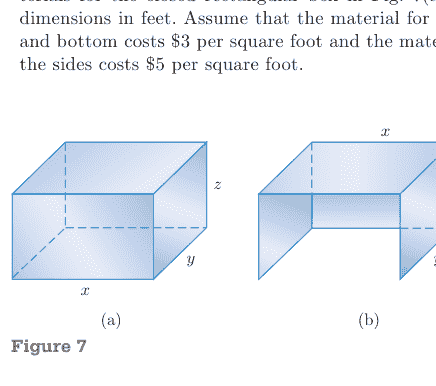 dimensions in feet. Assume that the material for
and bottom costs $3 per square foot and the mate
the sides costs $5 per square foot.
x
z
y
x
(a)
(b)
Figure 7